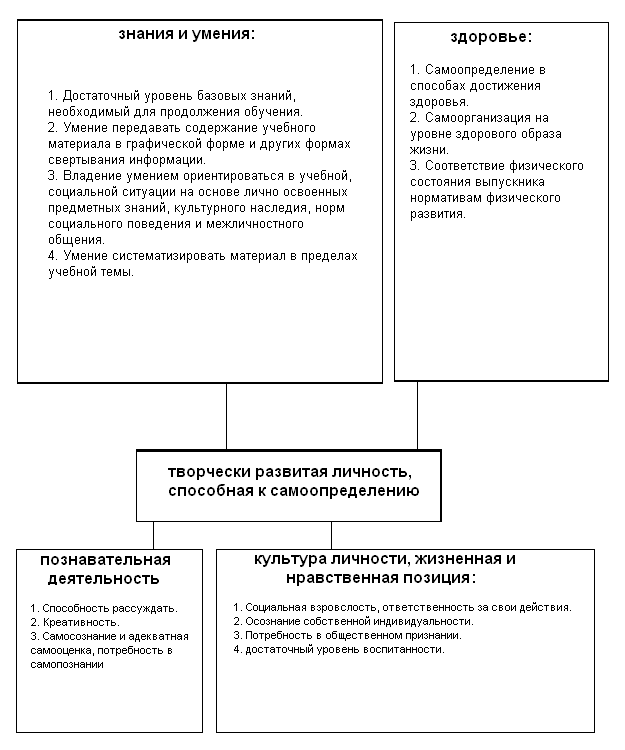 знания и умения:
1. Достаточный уровень базовых знаний,
необходимый для продолжения обучения.
2. Умение передавать содержание учебного
материала в графической форме и других формах
свертывания информации.
3. Владение умением ориентироваться в учебной,
социальной ситуации на основе лично освоенных
предметных знаний, культурного наследия, норм
социального поведения и межличностного
общения.
4. Умение систематизировать материал в пределах
учебной темы.
здоровье:
1. Самоопределение в
способах достижения
здоровья.
2. Самоорганизация на
уровне здорового образа
жизни.
3. Соответствие физического
состояния выпускника
нормативам физического
развития.
творчески развитая личность,
способная к самоопределению
познавательная
деятельность
1. Способность рассуждать.
2. Креативность.
3. Самосознание и адекватная
самооценка, потребность в
самопознании
культура личности, жизненная и
нравственная позиция:
1. Социальная взровслость, ответственность за свои действия.
2. Осознание собственной индивидуальности.
3. Потребность в общественном признании.
4. достаточный уровень воспитанности.